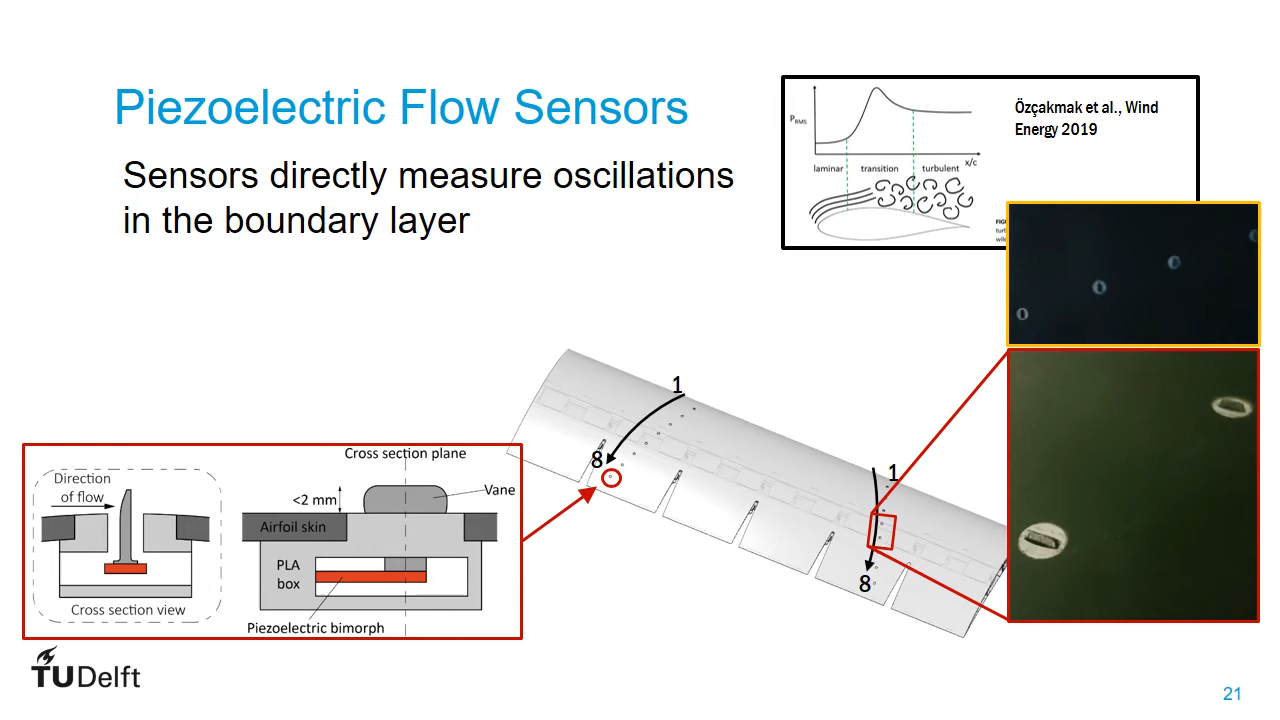 Piezoelectric Flow Sensors
Sensors directly measure oscillations
in the boundary layer
PRMS
laminar
transition
turbulent
x/c
Özçakmak et al., Wind
Energy 2019
1
8
1
8
Direction
of flow
Cross section view
Cross section plane
<2 mm
Vane
Airfoil skin
PLA
box
Piezoelectric bimorph
TUDelft
21